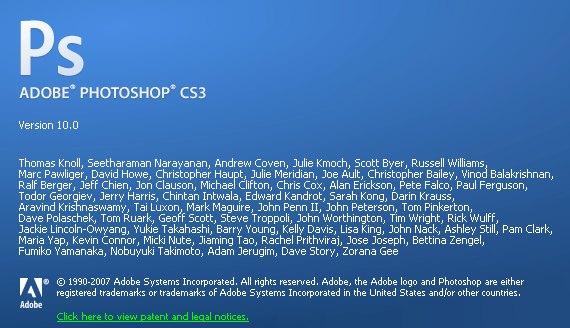 Ps
ADOBE® PHOTOSHOP® CS3
Version 10.0
Thomas Knoll, Seetharaman Narayanan, Andrew Coven, Julie Kmoch, Scott Byer, Russell Williams,
Marc Pawliger, David Howe, Christopher Haupt, Julie Meridian, Joe Ault, Christopher Bailey, Vinod Balakrishnan,
Ralf Berger, Jeff Chien, Jon Clauson, Michael Clifton, Chris Cox, Alan Erickson, Pete Falco, Paul Ferguson,
Todor Georgiev, Jerry Harris, Chintan Intwala, Edward Kandrot, Sarah Kong, Darin Krauss,
Aravind Krishnaswamy, Tai Luxon, Mark Maguire, John Penn II, John Peterson, Tom Pinkerton,
Dave Polaschek, Tom Ruark, Geoff Scott, Steve Troppoli, John Worthington, Tim Wright, Rick Wulff,
Jackie Lincoln-Owyang, Yukie Takahashi, Barry Young, Kelly Davis, Lisa King, John Nack, Ashley Still, Pam Clark,
Maria Yap, Kevin Connor, Micki Nute, Jiaming Tao, Rachel Prithviraj, Jose Joseph, Bettina Zengel,
Fumiko Yamanaka, Nobuyuki Takimoto, Adam Jerugim, Dave Story, Zorana Gee
Adobe
© 1990-2007 Adobe Systems Incorporated. All rights reserved. Adobe, the Adobe logo and Photoshop are either
registered trademarks or trademarks of Adobe Systems Incorporated in the United States and/or other countries.
Click here to view patent and legal notices.